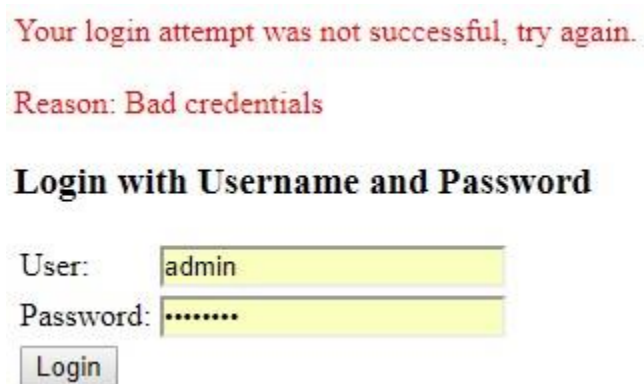 Your login attempt was not successful, try again.
Reason: Bad credentials
Login with Username and Password
User: admin
Password: ••••••••
Login